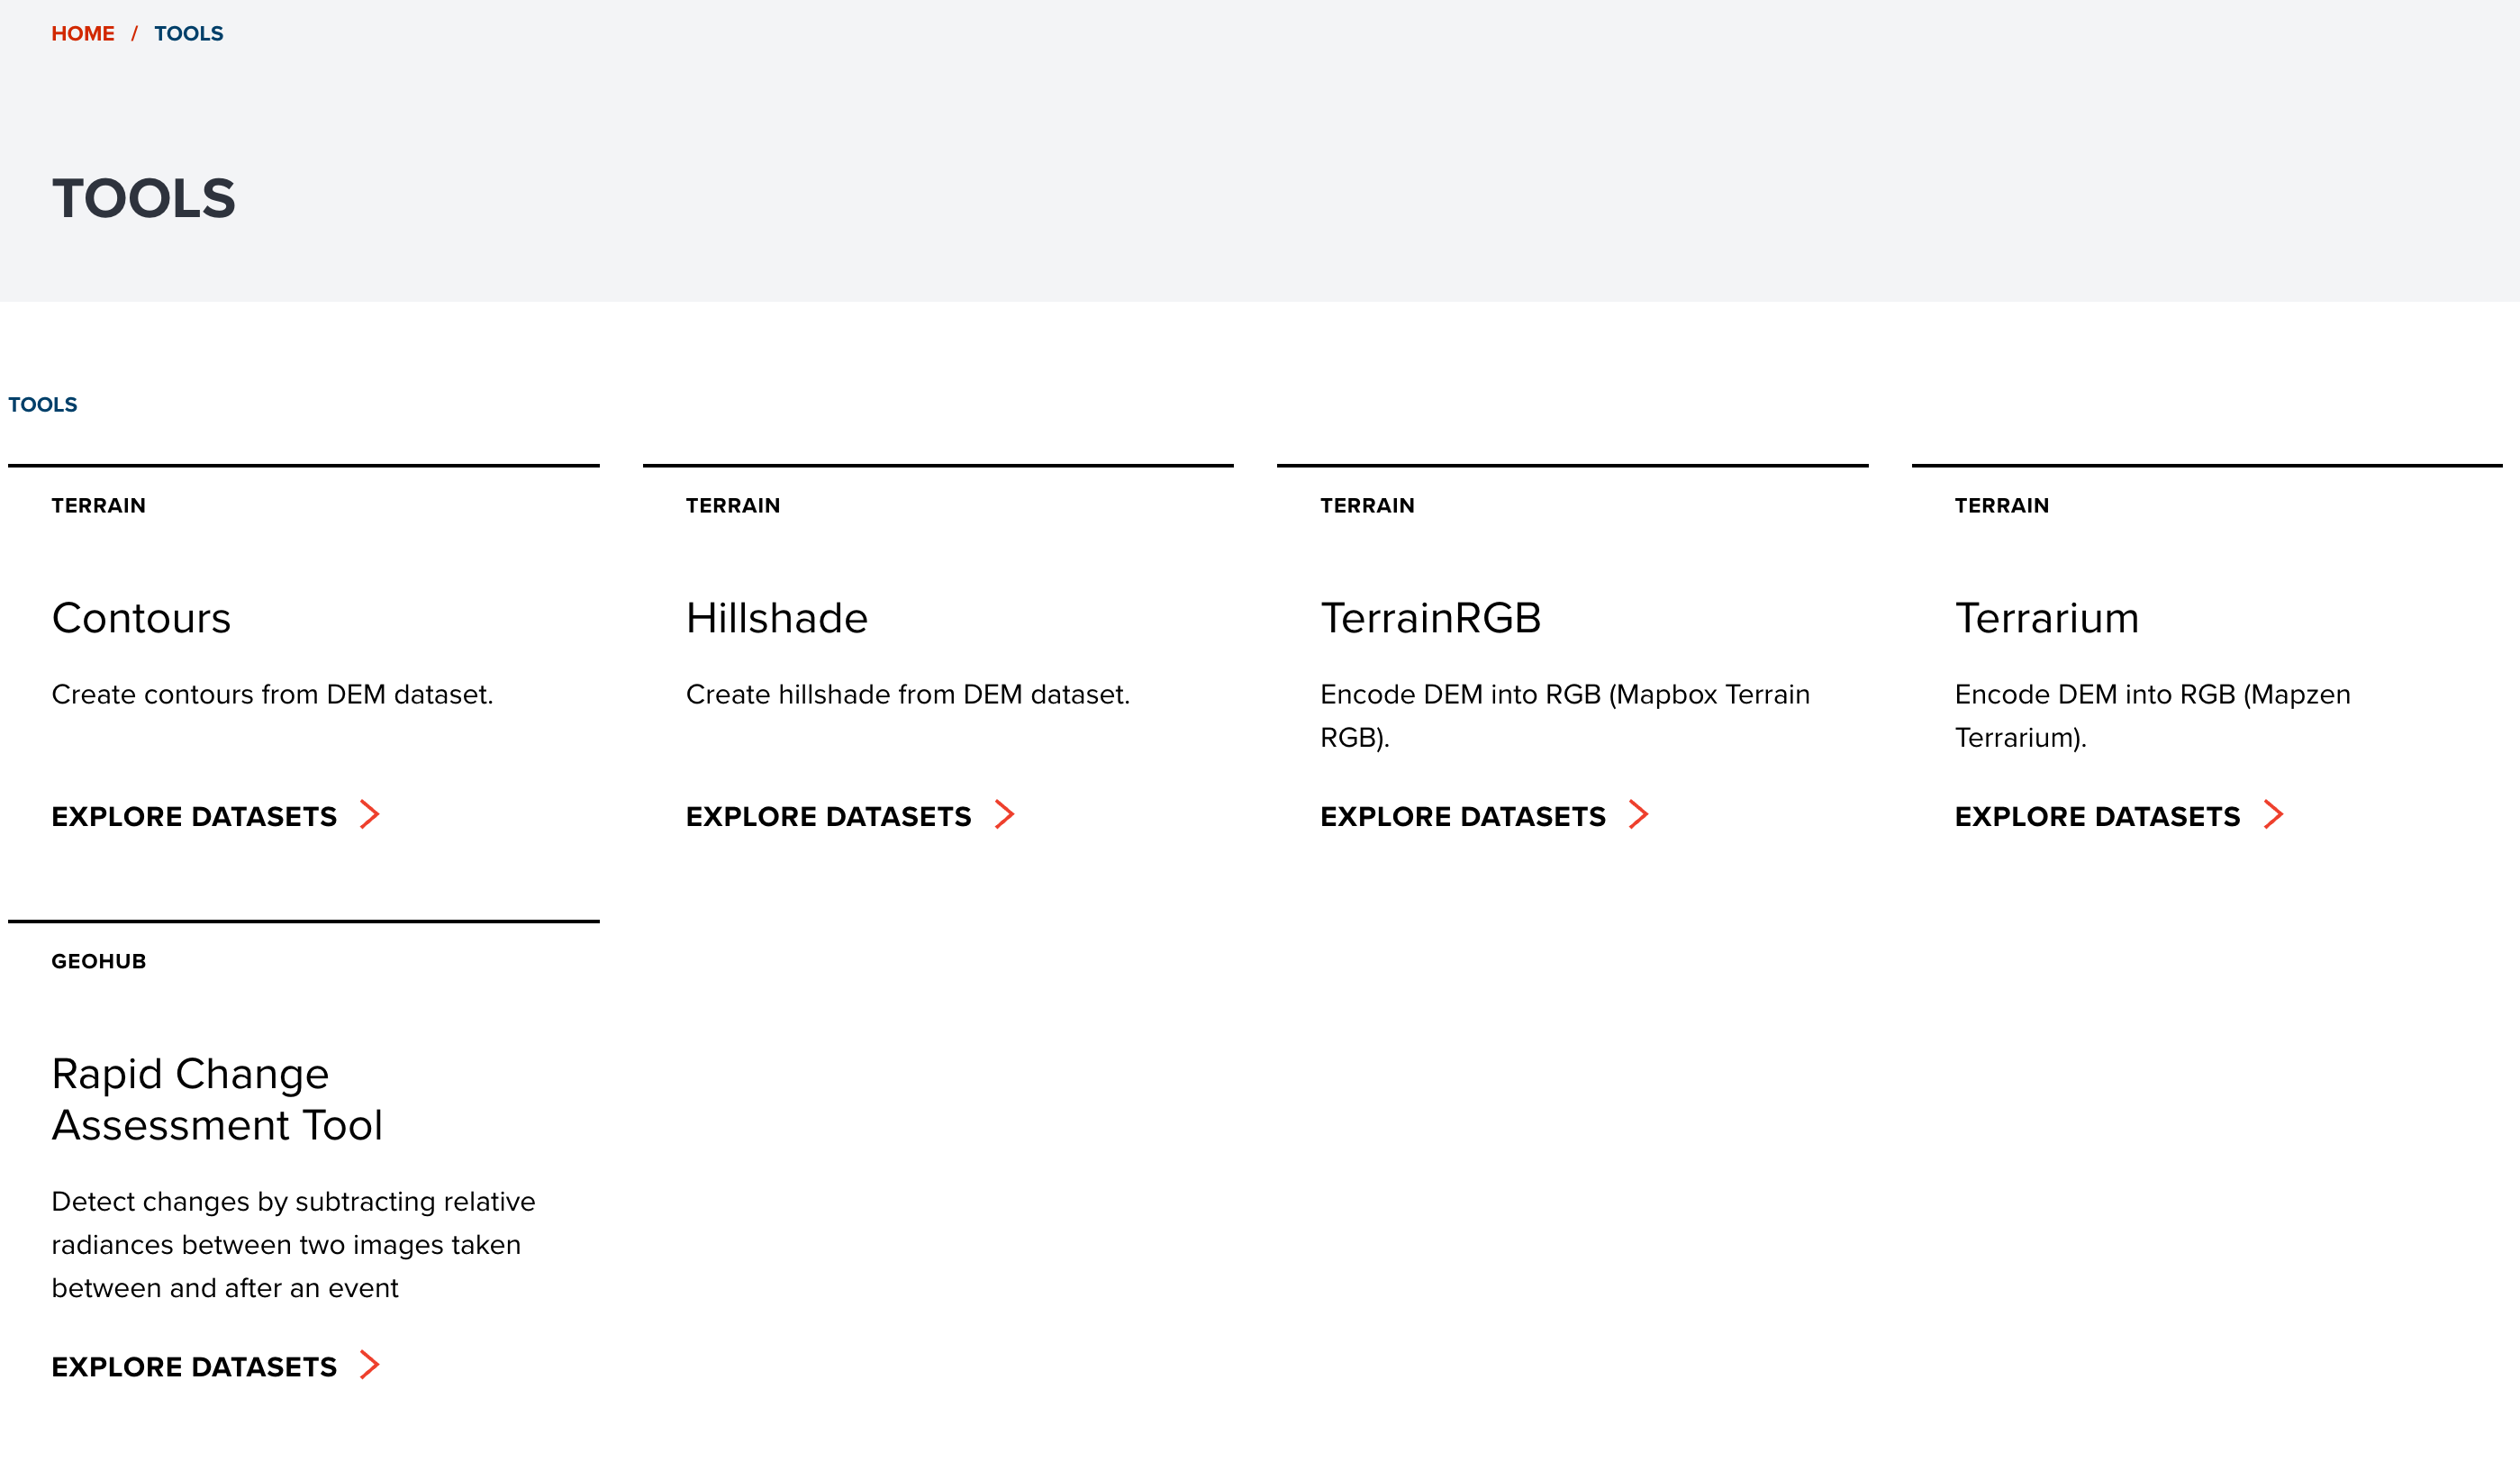 HOME / TOOLS
TOOLS
TOOLS
TERRAIN
Contours
Create contours from DEM dataset.
EXPLORE DATASETS
TERRAIN
Hillshade
Create hillshade from DEM dataset.
EXPLORE DATASETS
TERRAIN
TerrainRGB
Encode DEM into RGB (Mapbox Terrain
RGB).
EXPLORE DATASETS
TERRAIN
Terrarium
Encode DEM into RGB (Mapzen
Terrarium).
EXPLORE DATASETS
GEOHUB
Rapid Change
Assessment Tool
Detect changes by subtracting relative
radiances between two images taken
between and after an event
EXPLORE DATASETS